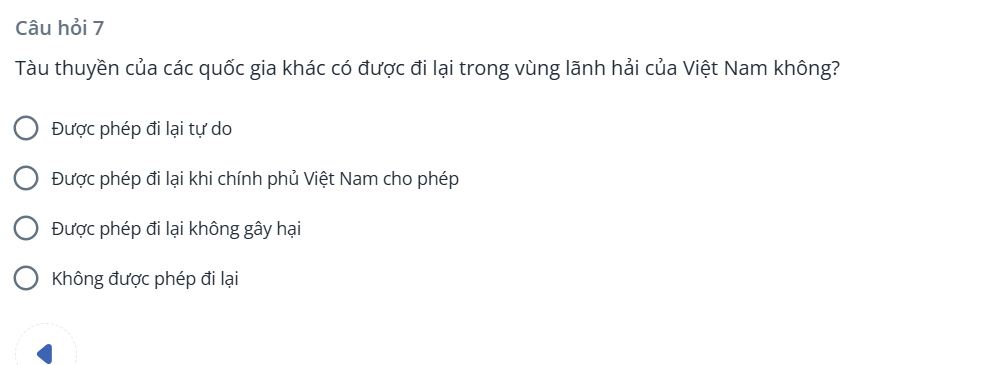 Câu hỏi 7
Tàu thuyền của các quốc gia khác có được đi lại trong vùng lãnh hải của Việt Nam không?
Được phép đi lại tự do
Được phép đi lại khi chính phủ Việt Nam cho phép
Được phép đi lại không gây hại
Không được phép đi lại